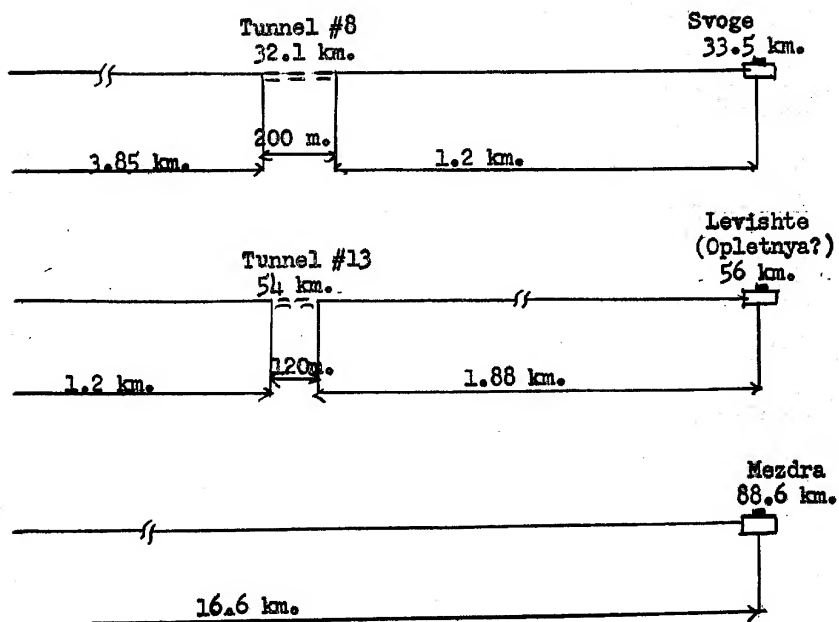 Tunnel #8
32.1 km.
Svoge
33.5 km.
3.85 km.
200 m.
1.2 km.
Tunnel #13
54 km.
Levishte
(Opletnya?)
56 km.
1.2 km.
120m.
1.88 km.
Mezdra
88.6 km.
16.6 km.